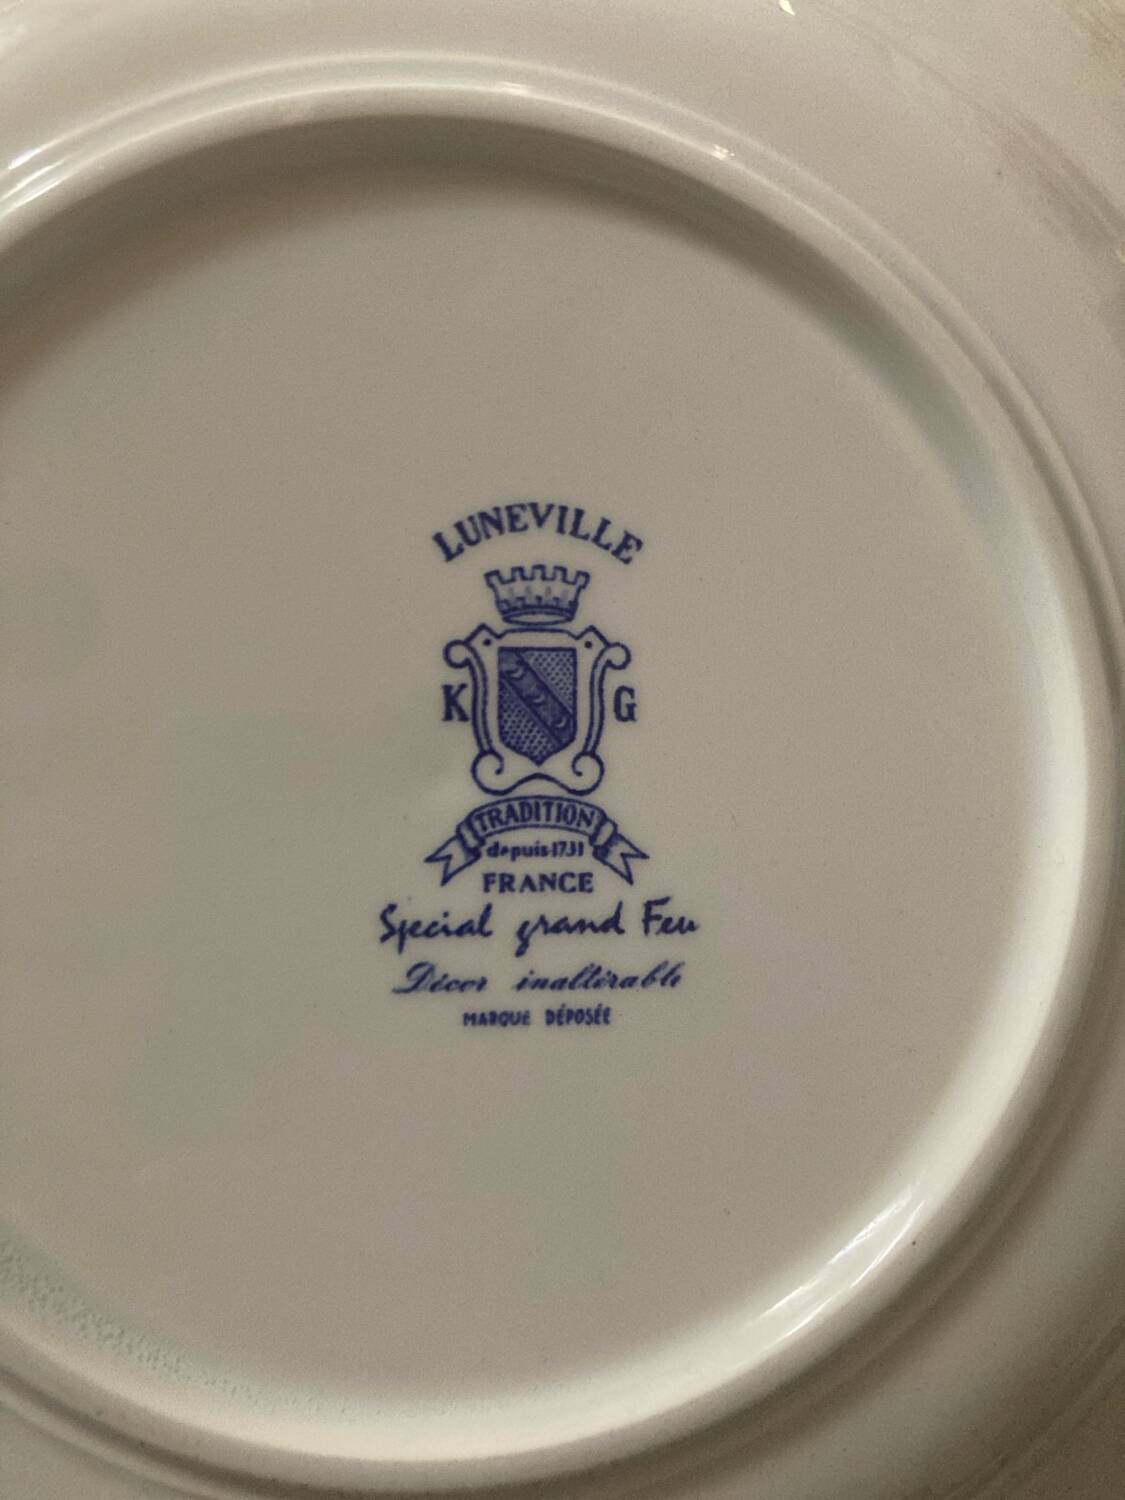 LUNEVILLE
K G
TRADITION
depuis 1731
FRANCE
Special grand Feu
Décor inaltérable
MARQUE DÉPOSÉE